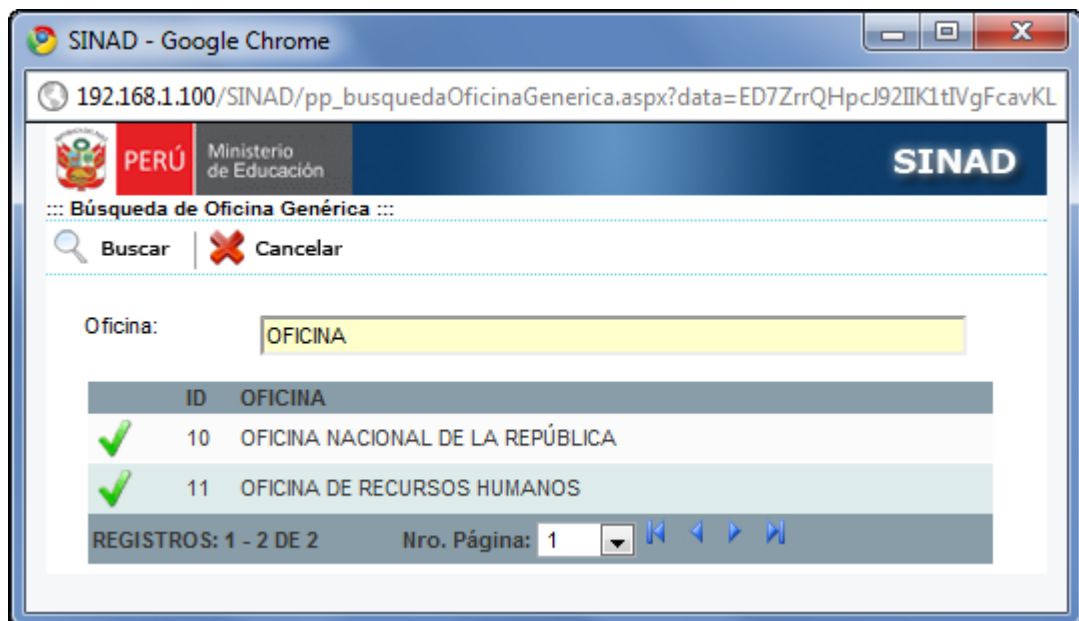 SINAD - Google Chrome
192.168.1.100/SINAD/pp_busquedaOficinaGenerica.aspx?data=ED7ZrrQHpcJ92IIK1tIVgFcavKL
PERÚ Ministerio de Educación SINAD
::: Búsqueda de Oficina Genérica :::
Buscar Cancelar
Oficina: OFICINA
ID OFICINA
10 OFICINA NACIONAL DE LA REPÚBLICA
11 OFICINA DE RECURSOS HUMANOS
REGISTROS: 1 - 2 DE 2 Nro. Página: 1